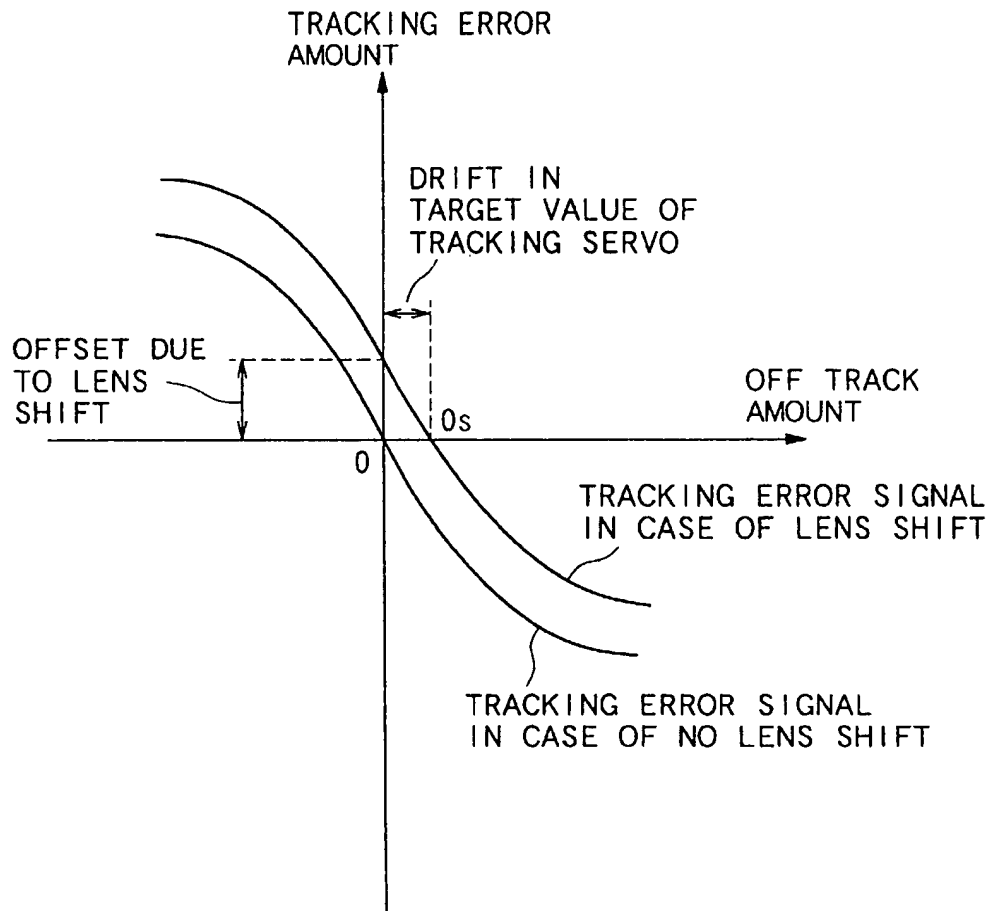 TRACKING ERROR
AMOUNT
DRIFT IN
TARGET VALUE OF
TRACKING SERVO
OFFSET DUE
TO LENS
SHIFT
OFF TRACK
AMOUNT
0s
0
TRACKING ERROR SIGNAL
IN CASE OF LENS SHIFT
TRACKING ERROR SIGNAL
IN CASE OF NO LENS SHIFT